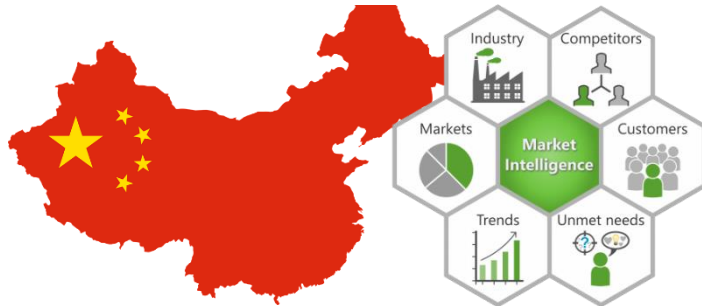 Industry
Competitors
Markets
Market
Intelligence
Customers
Trends
Unmet needs
?